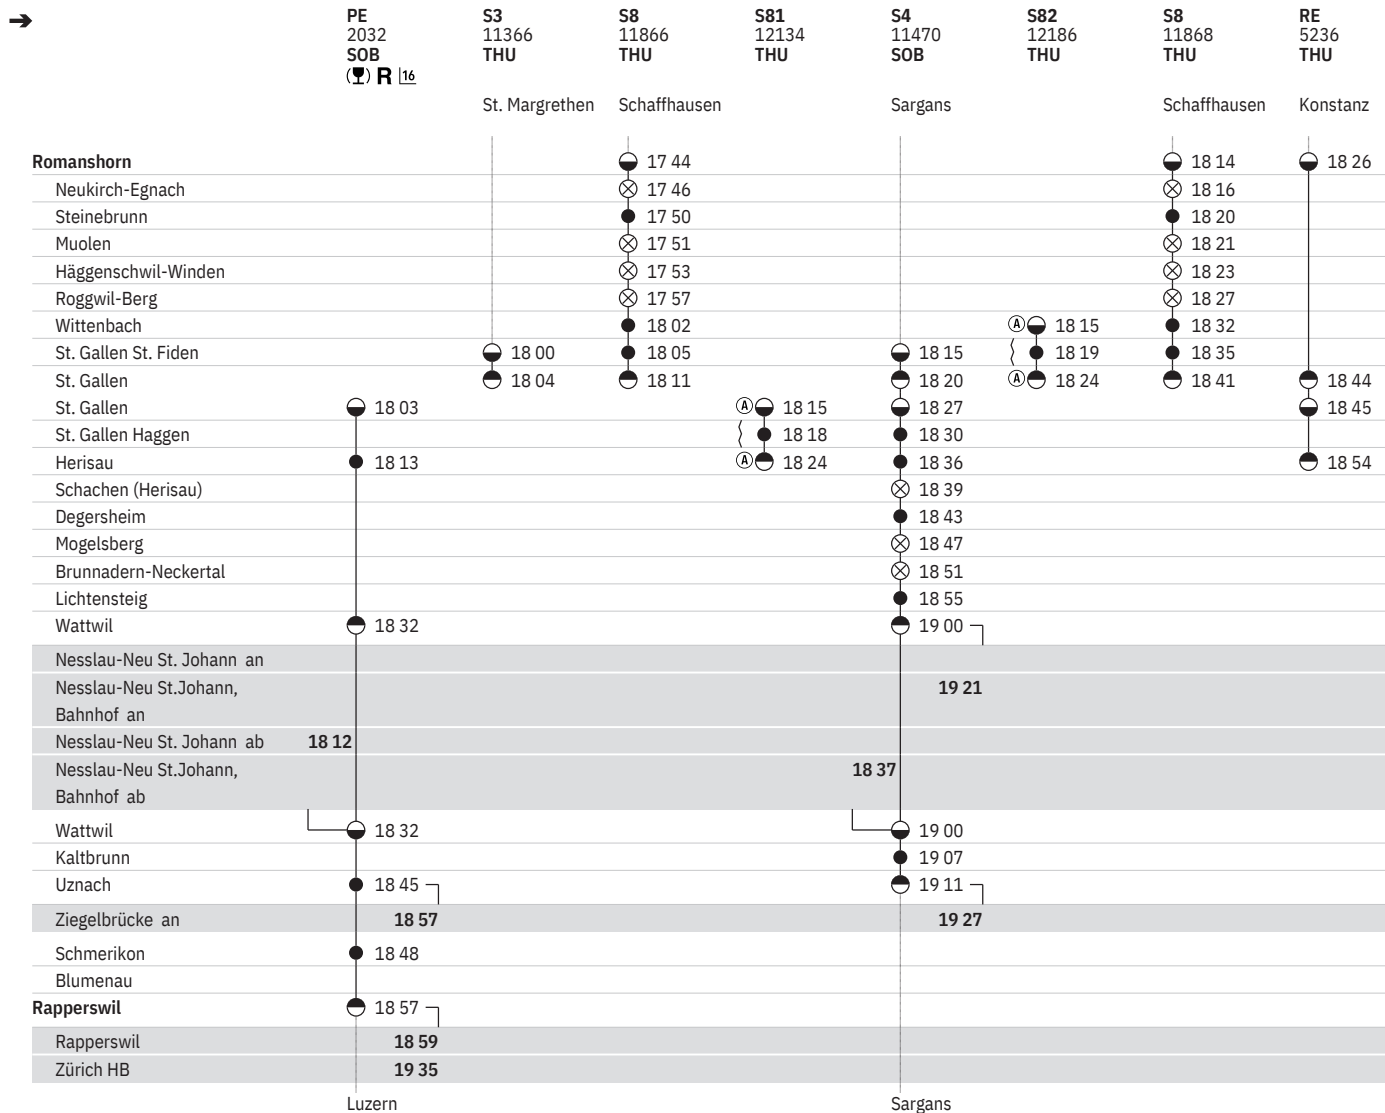 ➔ PE S3 S8 S81 S4 S82 S8 RE
2032 11366 11866 12134 11470 12186 11868 5236
SOB THU THU THU SOB THU THU THU
R 16
St. Margrethen Schaffhausen Sargans Schaffhausen Konstanz
Romanshorn 17 44 18 14 18 26
Neukirch-Egnach 17 46 18 16
Steinebrunn 17 50 18 20
Muolen 17 51 18 21
Häggenschwil-Winden 17 53 18 23
Roggwil-Berg 17 57 18 27
Wittenbach 18 02 A 18 15 18 32
St. Gallen St. Fiden 18 00 18 05 18 15 18 19 18 35
St. Gallen 18 04 18 11 18 20 A 18 24 18 41 18 44
St. Gallen 18 03 A 18 15 18 27 18 45
St. Gallen Haggen 18 18 18 30
Herisau 18 13 A 18 24 18 36 18 54
Schachen (Herisau) 18 39
Degersheim 18 43
Mogelsberg 18 47
Brunnadern-Neckertal 18 51
Lichtensteig 18 55
Wattwil 18 32 19 00
Nesslau-Neu St. Johann an
Nesslau-Neu St.Johann, 19 21
Bahnhof an
Nesslau-Neu St. Johann ab 18 12
Nesslau-Neu St.Johann, 18 37
Bahnhof ab
Wattwil 18 32 19 00
Kaltbrunn 19 07
Uznach 18 45 19 11
Ziegelbrücke an 18 57 19 27
Schmerikon 18 48
Blumenau
Rapperswil 18 57
Rapperswil 18 59
Zürich HB 19 35
Luzern Sargans